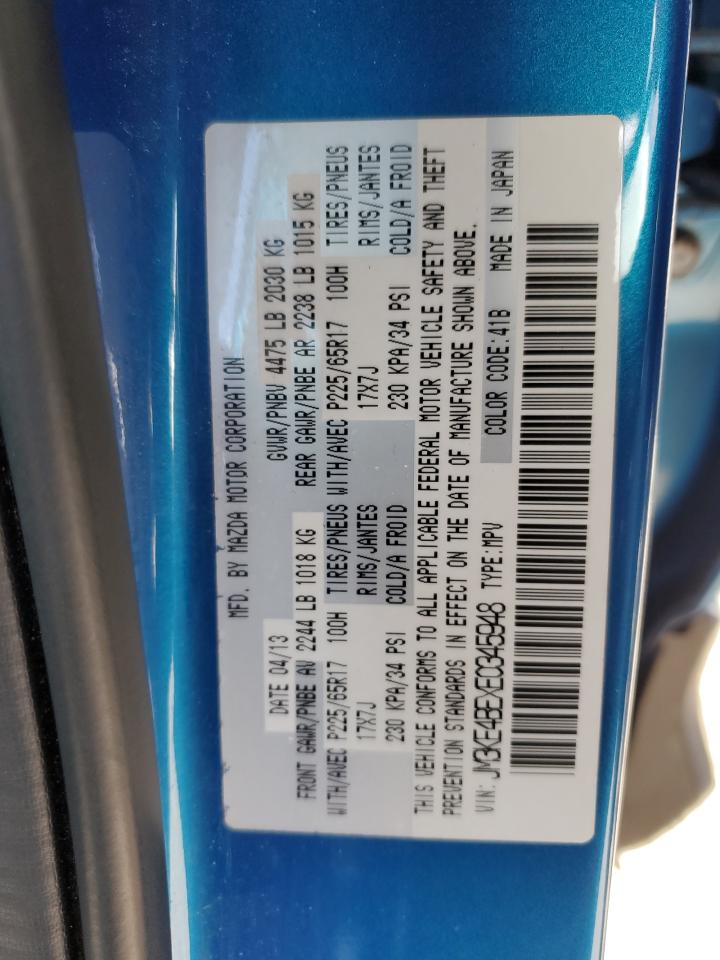 MFD. BY MAZDA MOTOR CORPORATION
DATE 04/13 GVWR/PNBV 4475 LB 2030 KG
FRONT GAWR/PNBE AV 2244 LB 1018 KG REAR GAWR/PNBE AR 2238 LB 1015 KG
WITH/AVEC P225/65R17 100H TIRES/PNEUS WITH/AVEC P225/65R17 100H TIRES/PNEUS
17X7J RIMS/JANTES 17X7J RIMS/JANTES
230 KPA/34 PSI COLD/A FROID 230 KPA/34 PSI COLD/A FROID
THIS VEHICLE CONFORMS TO ALL APPLICABLE FEDERAL MOTOR VEHICLE SAFETY AND THEFT
PREVENTION STANDARDS IN EFFECT ON THE DATE OF MANUFACTURE SHOWN ABOVE.
VIN: JM3KE4BEXE0345948 TYPE:MPV COLOR CODE:41B MADE IN JAPAN